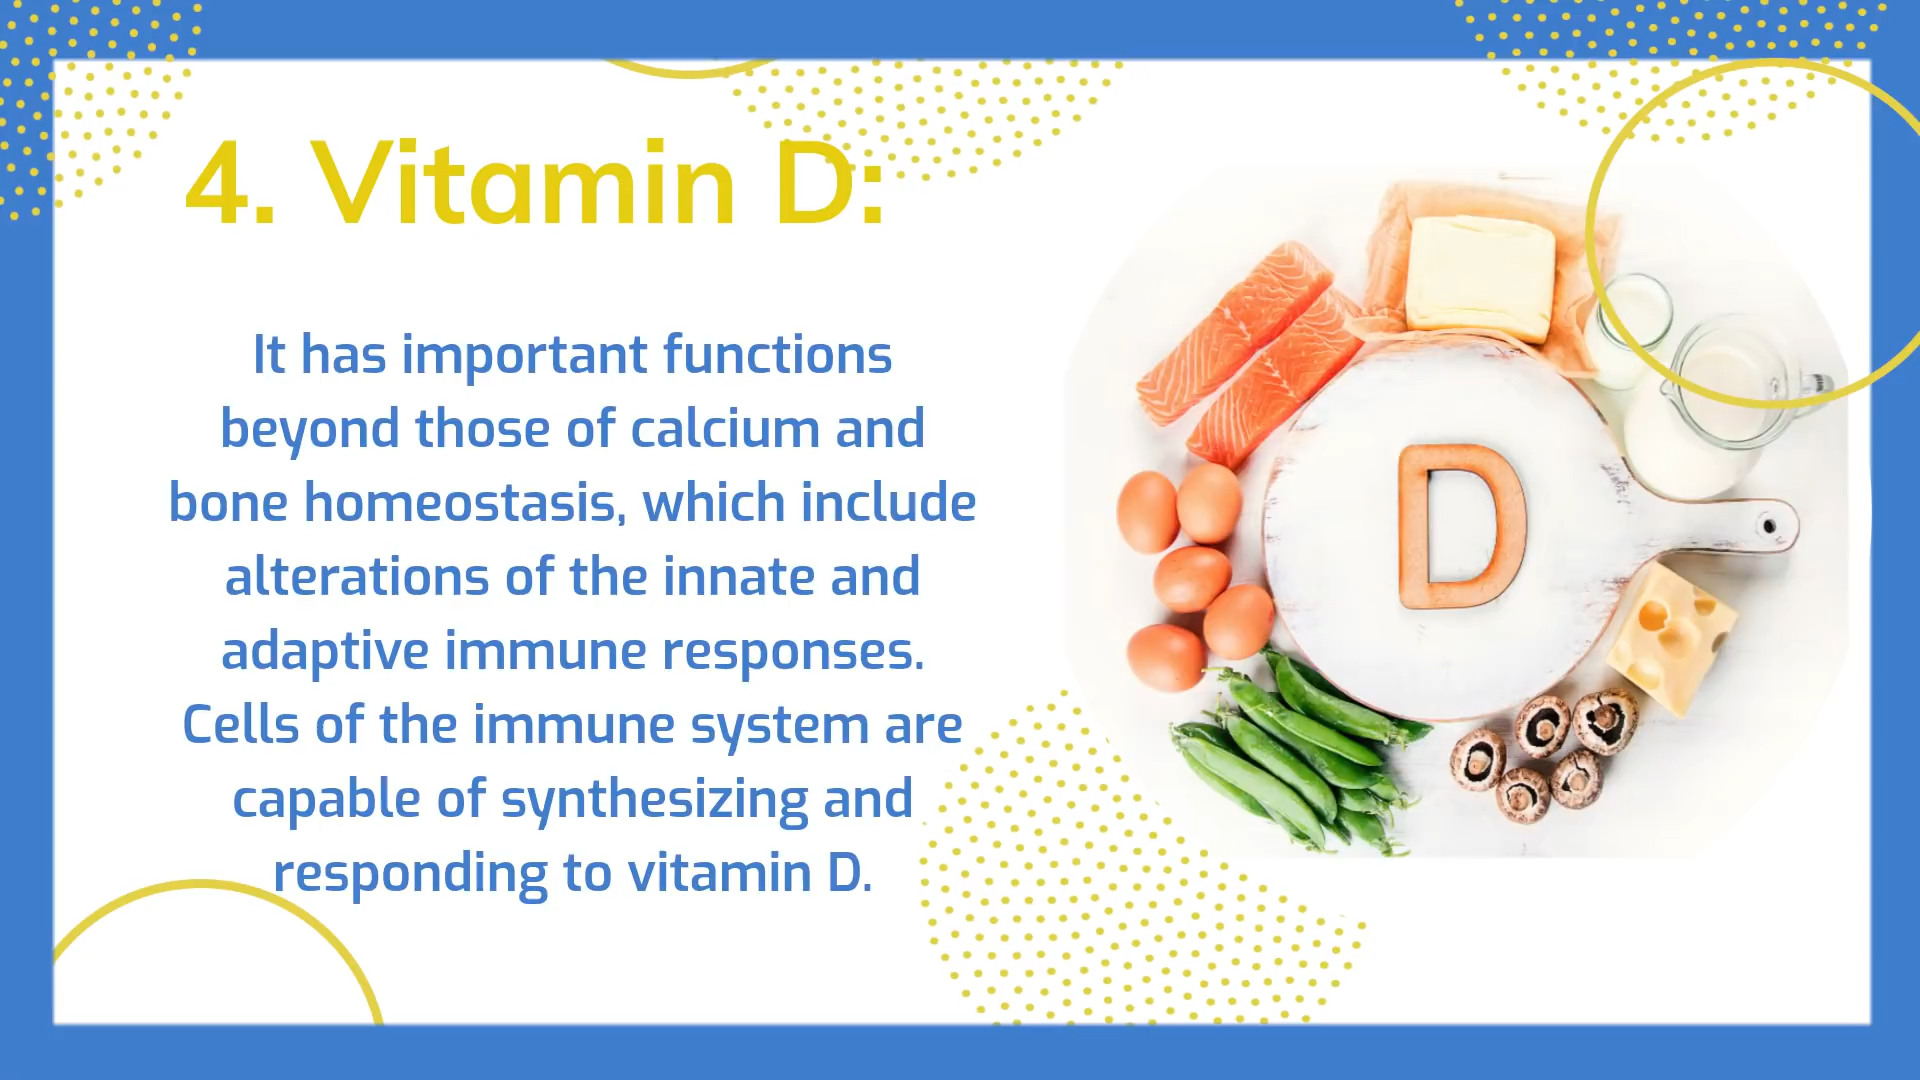 4. Vitamin D:
It has important functions
beyond those of calcium and
bone homeostasis, which include
alterations of the innate and
adaptive immune responses.
Cells of the immune system are
capable of synthesizing and
responding to vitamin D.
D